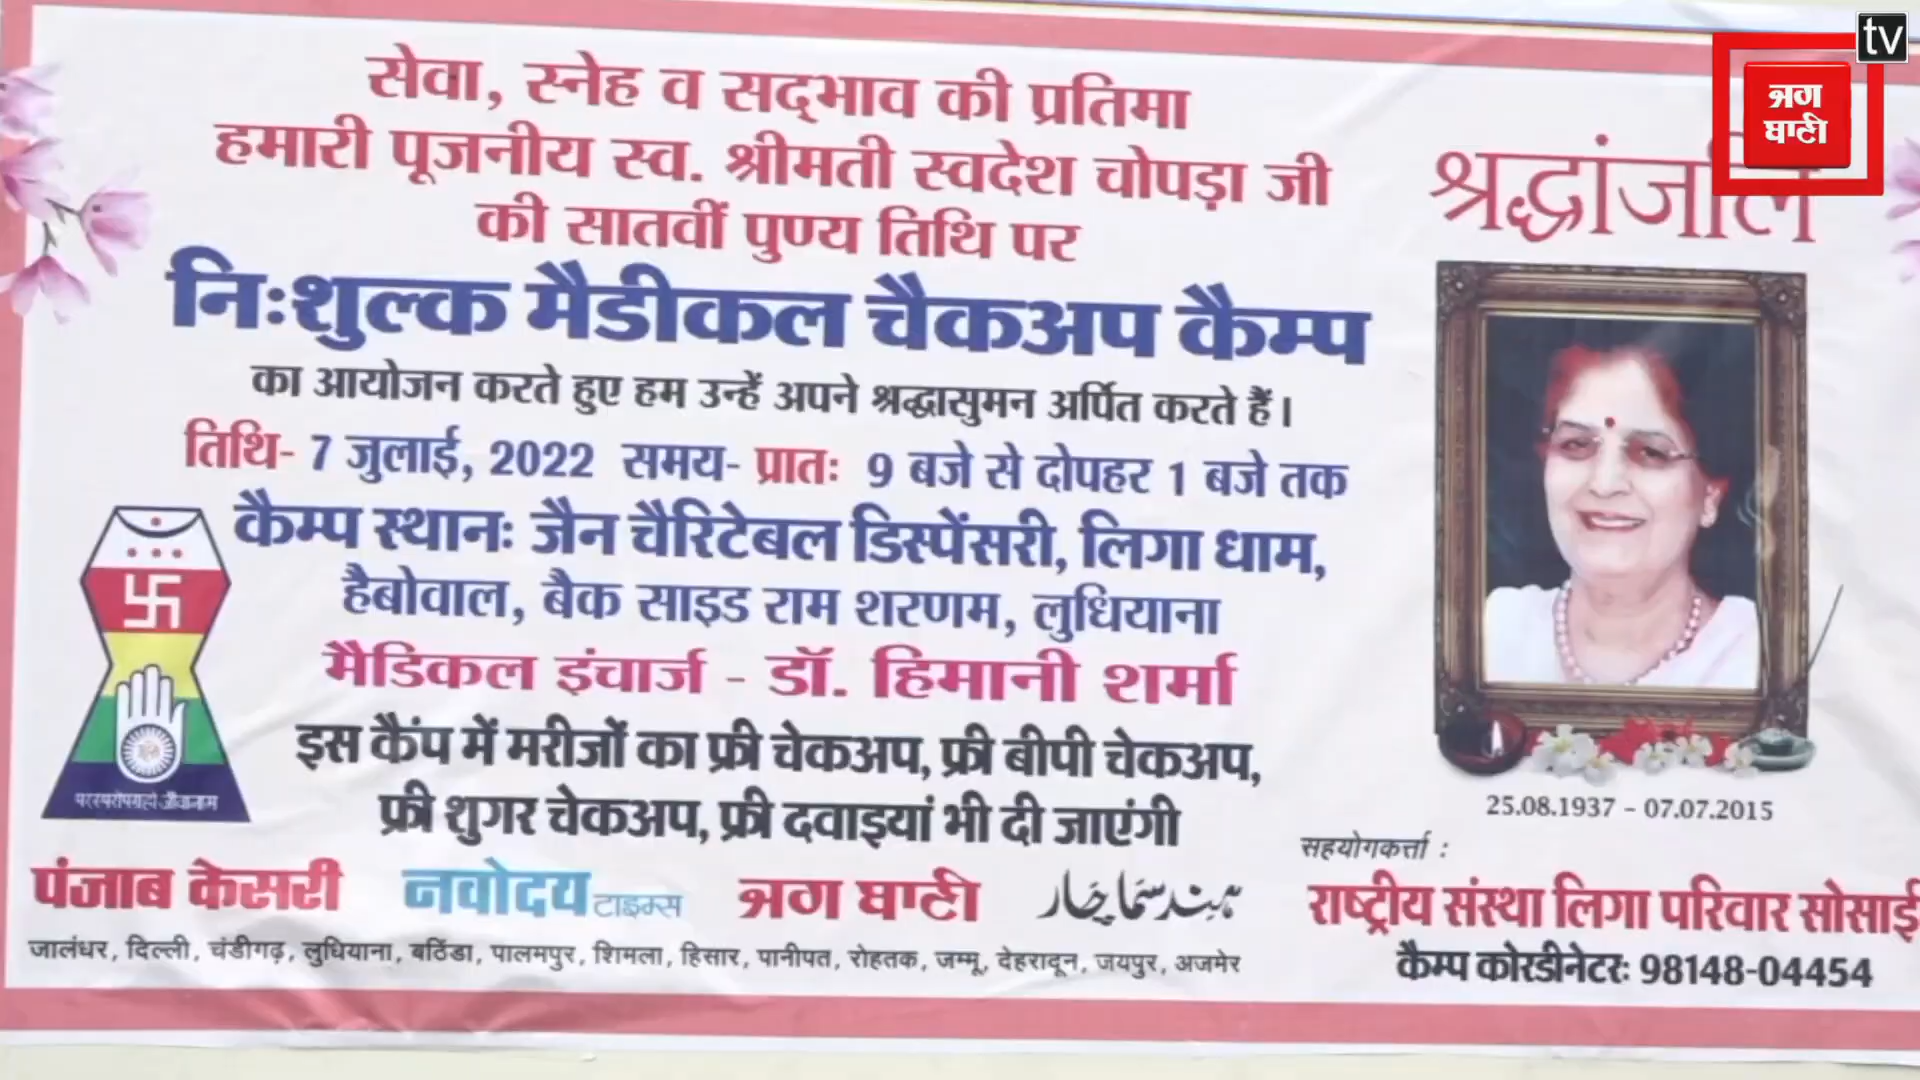 सेवा, स्नेह व सद्भाव की प्रतिमा
हमारी पूजनीय स्व. श्रीमती स्वदेश चोपड़ा जी
की सातवीं पुण्य तिथि पर
निःशुल्क मैडीकल चैकअप कैम्प
का आयोजन करते हुए हम उन्हें अपने श्रद्धासुमन अर्पित करते हैं।
तिथि- 7 जुलाई, 2022 समय- प्रातः 9 बजे से दोपहर 1 बजे तक
कैम्प स्थानः जैन चैरिटेबल डिस्पेंसरी, लिगा धाम,
हैबोवाल, बैक साइड राम शरणम, लुधियाना
मैडिकल इंचार्ज - डॉ. हिमानी शर्मा
इस कैंप में मरीजों का फ्री चेकअप, फ्री बीपी चेकअप,
फ्री शुगर चेकअप, फ्री दवाइयां भी दी जाएंगी
पंजाब केसरी नवोदय टाइम्स ਜਗ ਬਾਣੀ ہند سماچار
जालंधर, दिल्ली, चंडीगढ़, लुधियाना, बठिंडा, पालमपुर, शिमला, हिसार, पानीपत, रोहतक, जम्मू, देहरादून, जयपुर, अजमेर
tv
ਜਗ
ਬਾਣੀ
श्रद्धांजलि
25.08.1937 - 07.07.2015
सहयोगकर्त्ता :
राष्ट्रीय संस्था लिगा परिवार सोसाई
कैम्प कोरडीनेटरः 98148-04454